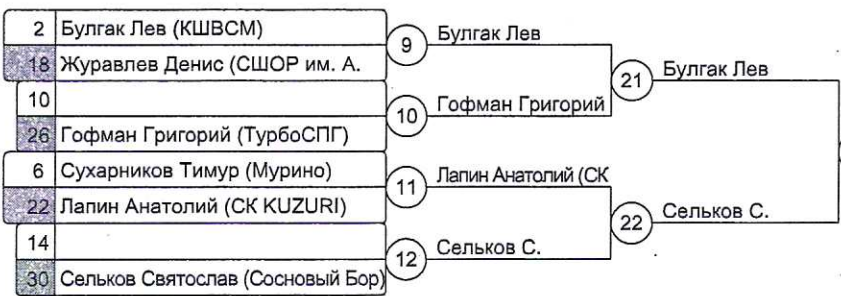 2 Булгак Лев (КШВСМ)
18 Журавлев Денис (СШОР им. А.
10
26 Гофман Григорий (ТурбоСПГ)
6 Сухарников Тимур (Мурино)
22 Лапин Анатолий (СК KUZURI)
14
30 Сельков Святослав (Сосновый Бор)
9 Булгак Лев
10 Гофман Григорий
11 Лапин Анатолий (СК
12 Сельков С.
21 Булгак Лев
22 Сельков С.